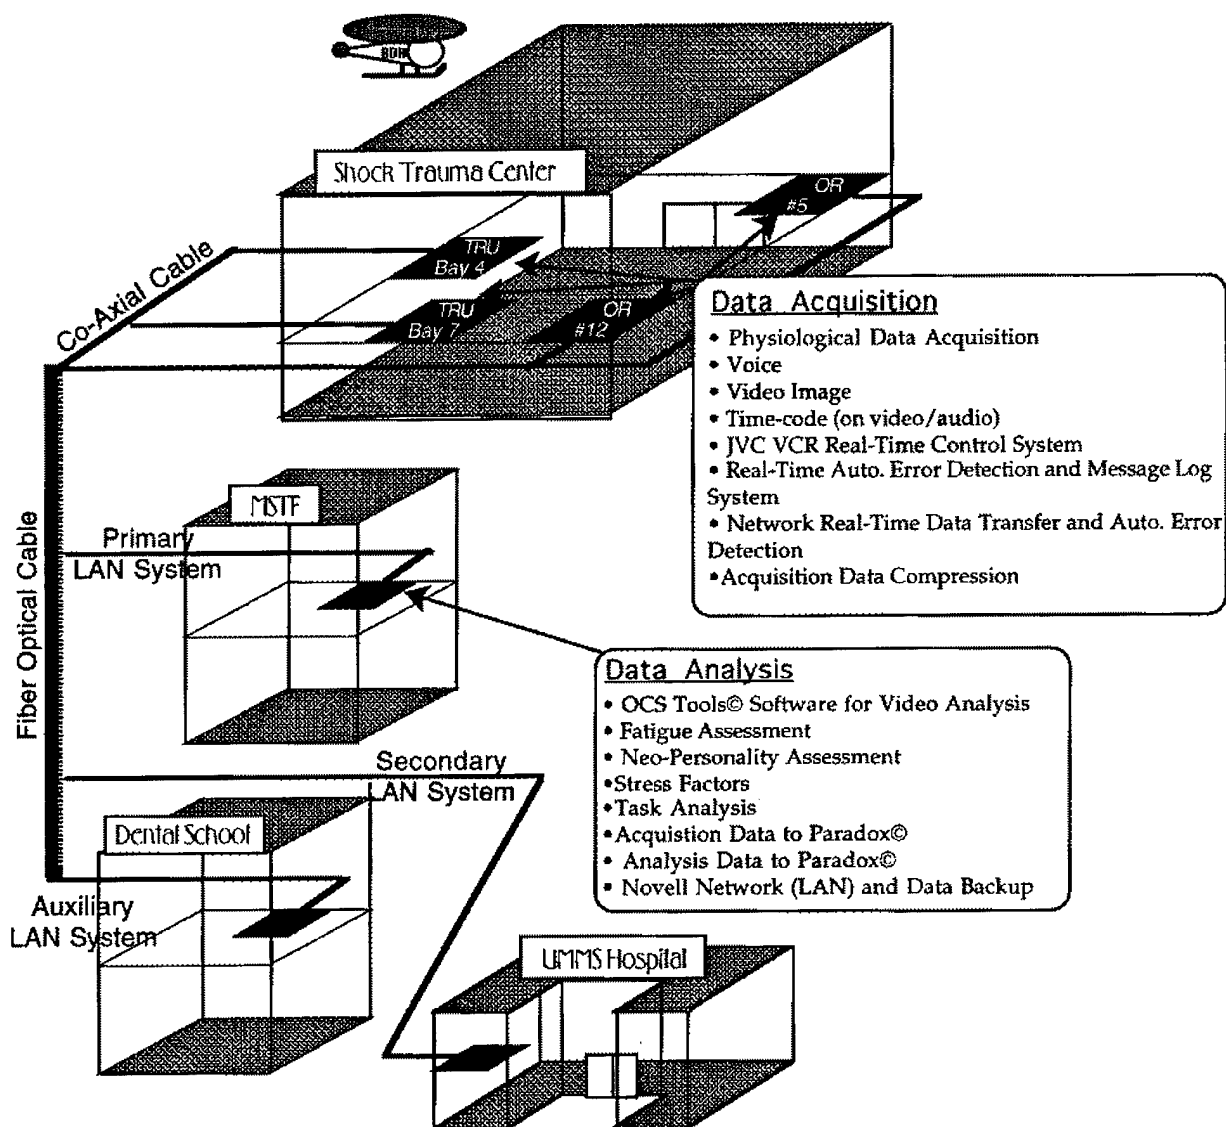 Shock Trauma Center
OR
#5
TRU
Bay 4
TRU
Bay 7
OR
#12
Co-Axial Cable
Data Acquisition
• Physiological Data Acquisition
• Voice
• Video Image
• Time-code (on video/audio)
• JVC VCR Real-Time Control System
• Real-Time Auto. Error Detection and Message Log
System
• Network Real-Time Data Transfer and Auto. Error
Detection
•Acquisition Data Compression
MSTF
Primary
LAN System
Fiber Optical Cable
Data Analysis
• OCS Tools© Software for Video Analysis
• Fatigue Assessment
• Neo-Personality Assessment
•Stress Factors
•Task Analysis
•Acquistion Data to Paradox©
• Analysis Data to Paradox©
• Novell Network (LAN) and Data Backup
Secondary
LAN System
Dental School
Auxiliary
LAN System
UMMS Hospital